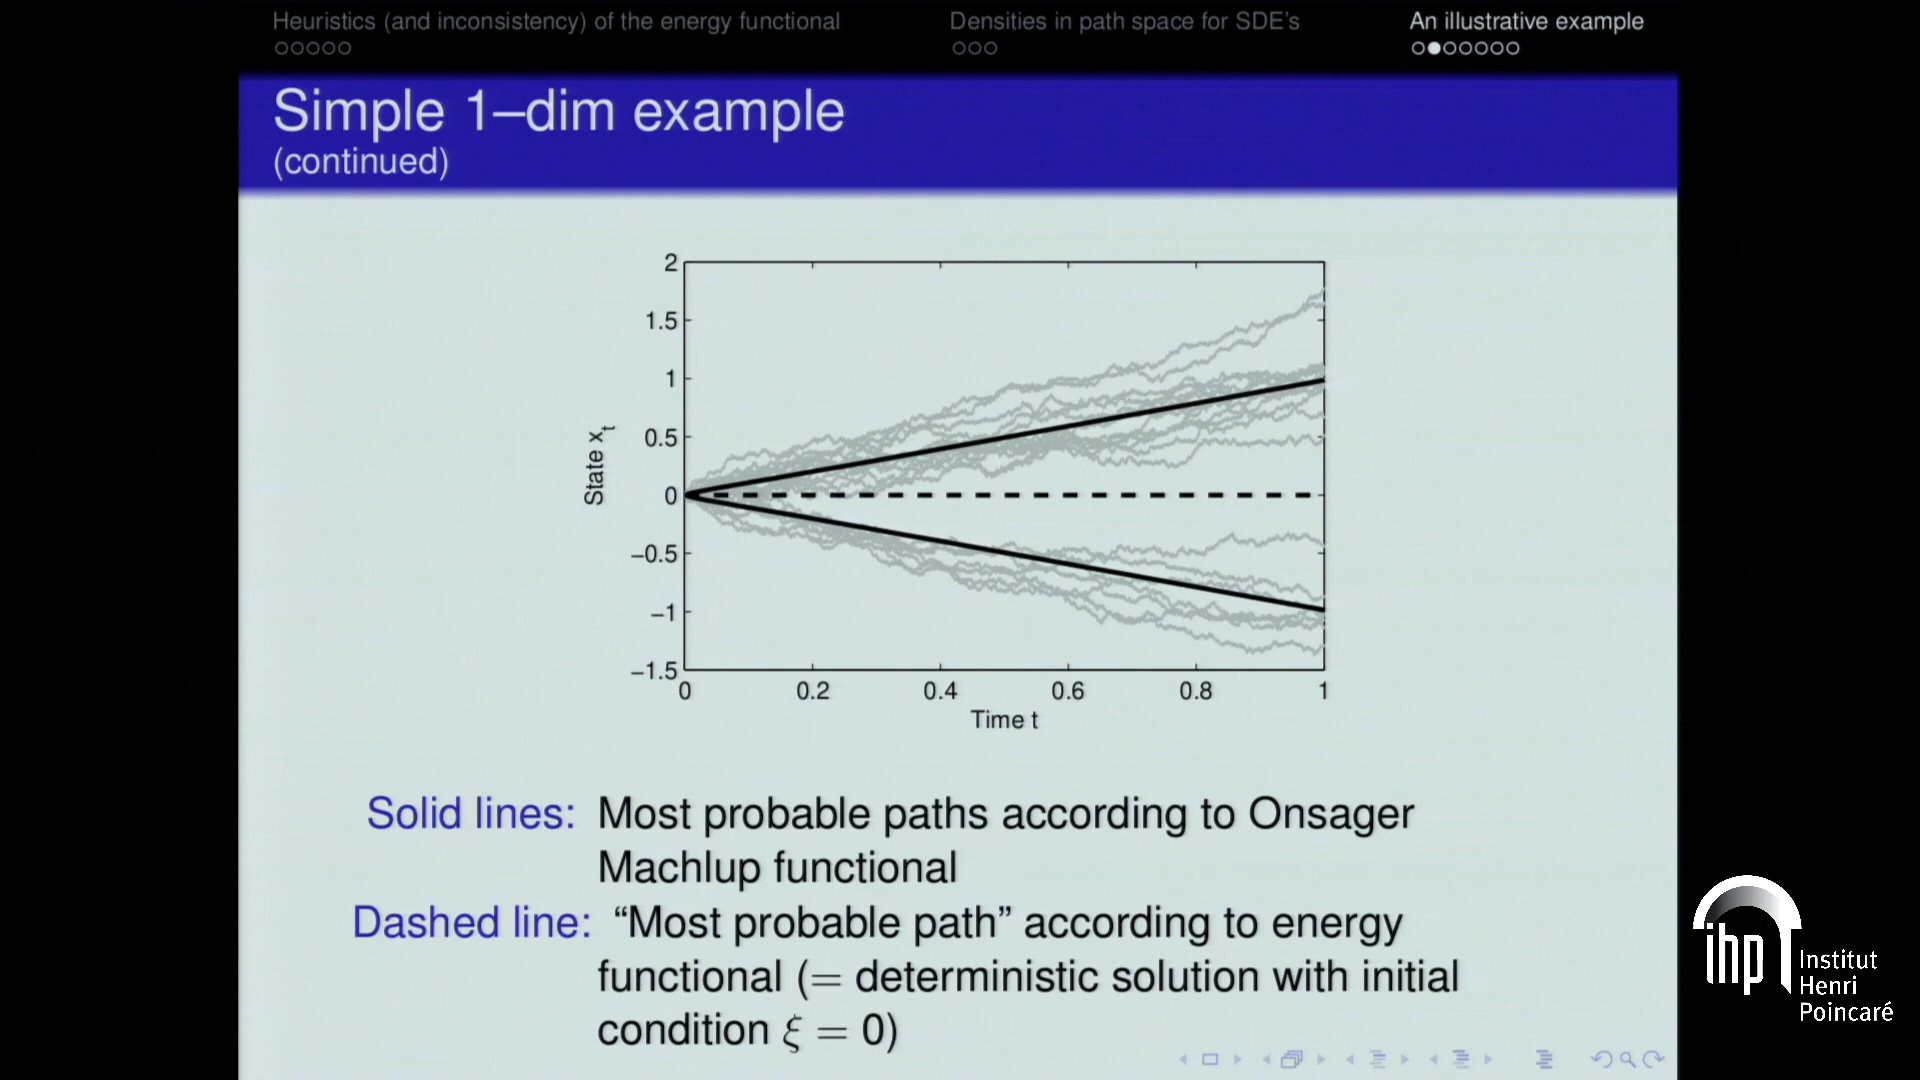 Heuristics (and inconsistency) of the energy functional
Densities in path space for SDE's
An illustrative example
Simple 1–dim example
(continued)
2
1.5
1
0.5
0
−0.5
−1
−1.5
State xₜ
0 0.2 0.4 0.6 0.8 1
Time t
Solid lines: Most probable paths according to Onsager
Machlup functional
Dashed line: “Most probable path” according to energy
functional (= deterministic solution with initial
condition ξ = 0)
ihp Institut
Henri
Poincaré